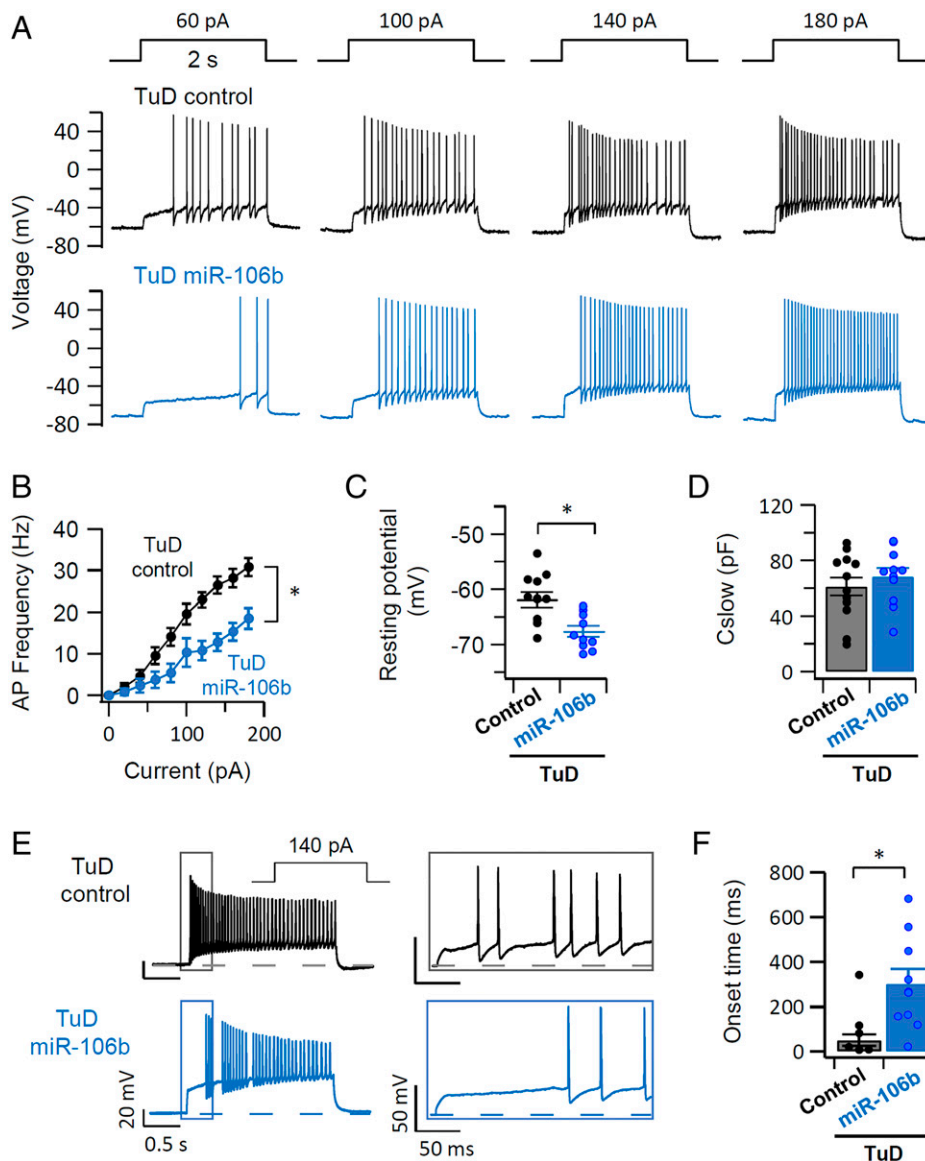 A
60 pA
100 pA
140 pA
180 pA
2 s
TuD control
Voltage (mV)
40
0
-40
-80
TuD miR-106b
40
0
-40
-80
B
AP Frequency (Hz)
40
30
20
10
0
TuD
control
*
TuD
miR-106b
0
100
200
Current (pA)
C
Resting potential
(mV)
-50
-60
-70
*
Control
miR-106b
TuD
D
Cslow (pF)
120
80
40
0
Control
miR-106b
TuD
E
TuD
control
140 pA
TuD
miR-106b
20 mV
0.5 s
50 mV
50 ms
F
Onset time (ms)
800
600
400
200
0
*
Control
miR-106b
TuD